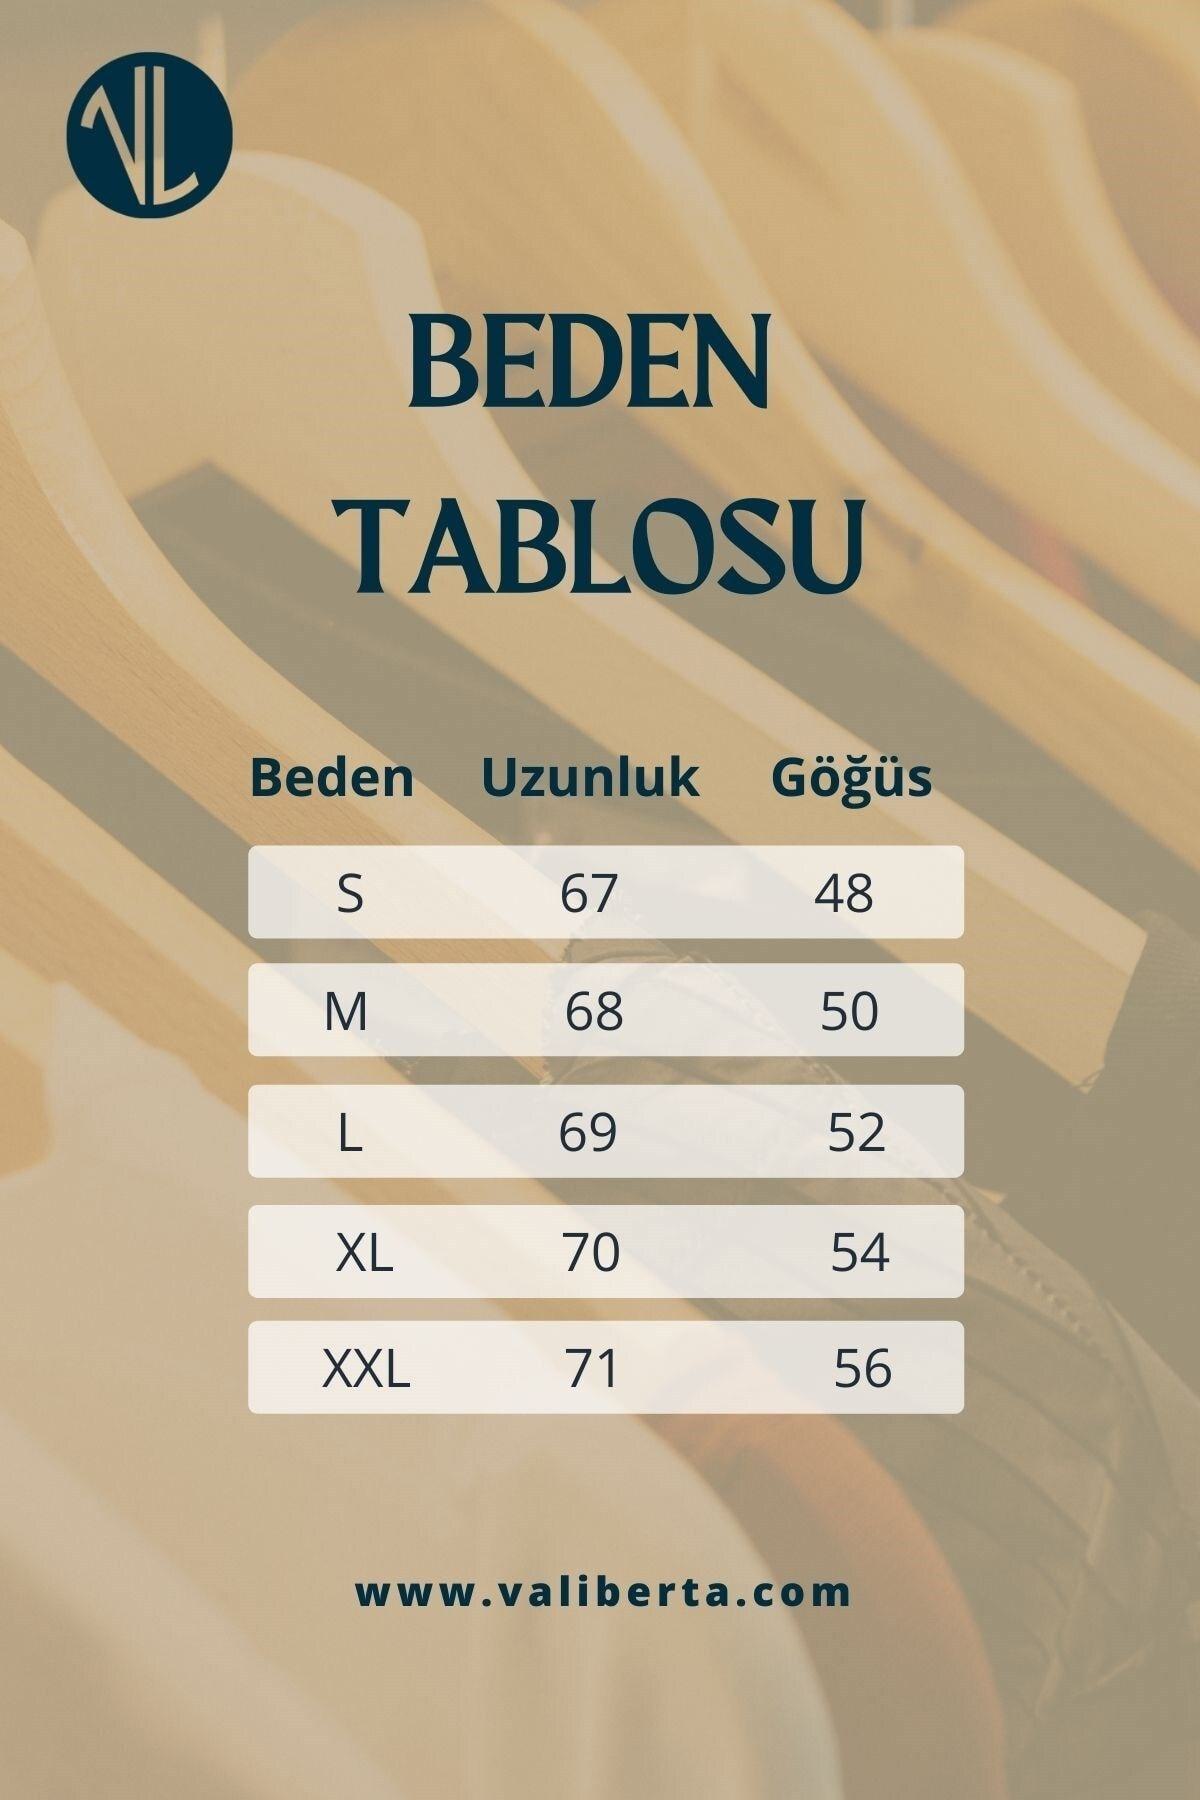 VL
BEDEN
TABLOSU
Beden Uzunluk Göğüs
S 67 48
M 68 50
L 69 52
XL 70 54
XXL 71 56
www.valiberta.com